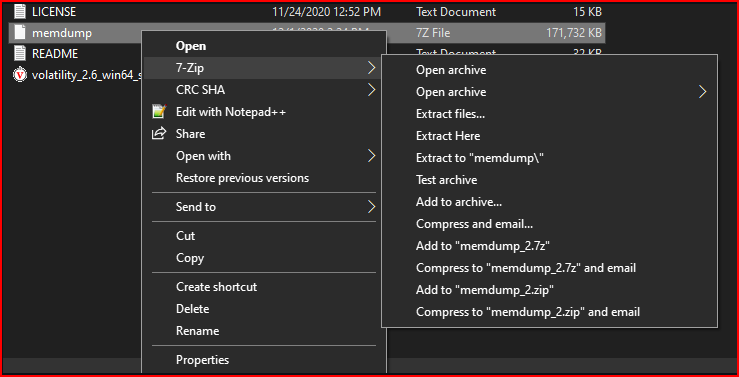 LICENSE 11/24/2020 12:52 PM Text Document 15 KB
memdump 7Z File 171,732 KB
README Text Document 32 KB
volatility_2.6_win64_s
Open
7-Zip
CRC SHA
Edit with Notepad++
Share
Open with
Restore previous versions
Send to
Cut
Copy
Create shortcut
Delete
Rename
Properties
Open archive
Open archive
Extract files...
Extract Here
Extract to "memdump\"
Test archive
Add to archive...
Compress and email...
Add to "memdump_2.7z"
Compress to "memdump_2.7z" and email
Add to "memdump_2.zip"
Compress to "memdump_2.zip" and email